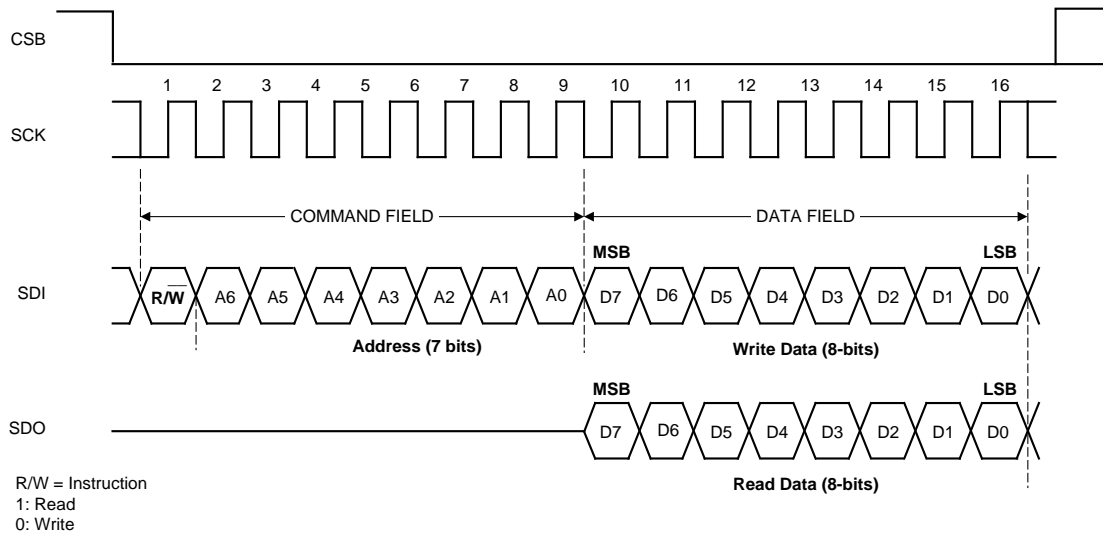 CSB
1 2 3 4 5 6 7 8 9 10 11 12 13 14 15 16
SCK
COMMAND FIELD DATA FIELD
MSB LSB
SDI R/W A6 A5 A4 A3 A2 A1 A0 D7 D6 D5 D4 D3 D2 D1 D0
Address (7 bits) Write Data (8-bits)
MSB LSB
SDO D7 D6 D5 D4 D3 D2 D1 D0
R/W = Instruction
Read Data (8-bits)
1: Read
0: Write